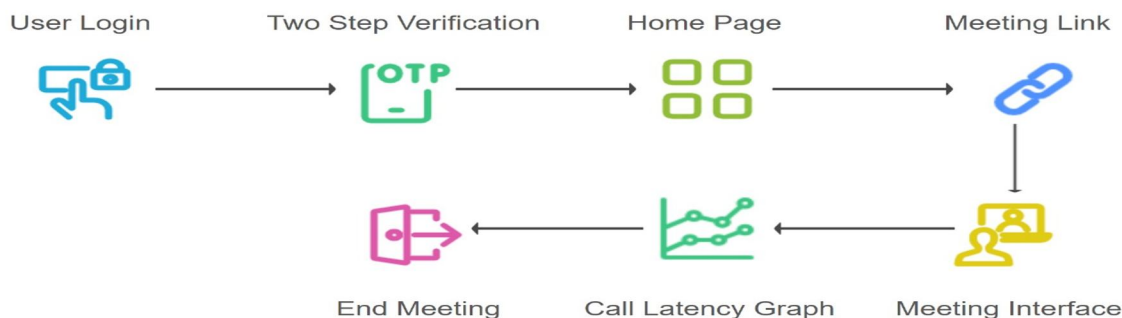 User Login
Two Step Verification
Home Page
Meeting Link
OTP
End Meeting
Call Latency Graph
Meeting Interface